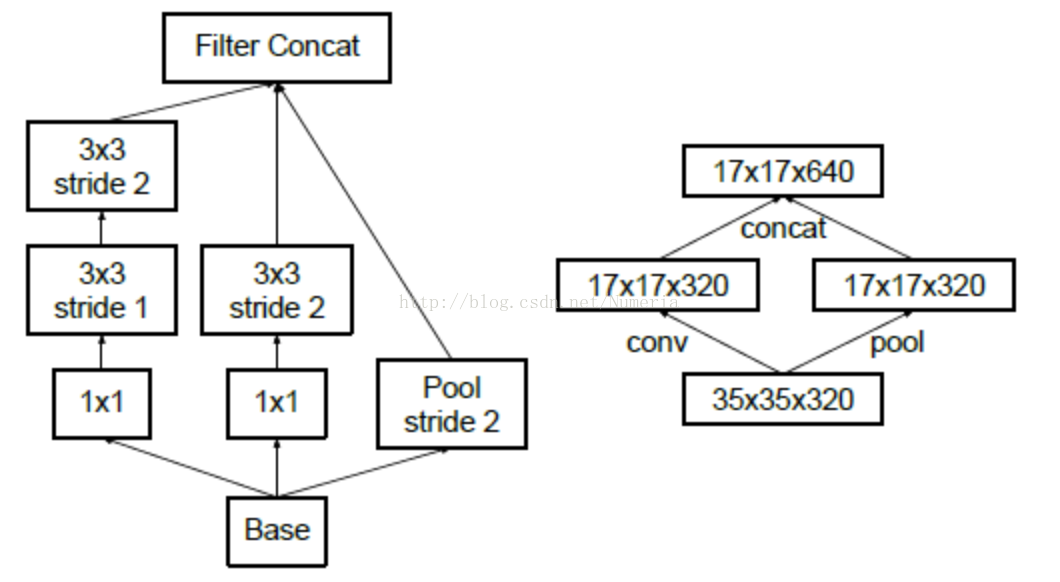 Filter Concat
3x3
stride 2
3x3
stride 1
3x3
stride 2
1x1
1x1
Pool
stride 2
Base
17x17x640
concat
17x17x320
17x17x320
conv
pool
35x35x320
http://blog.csdn.net/Numeria